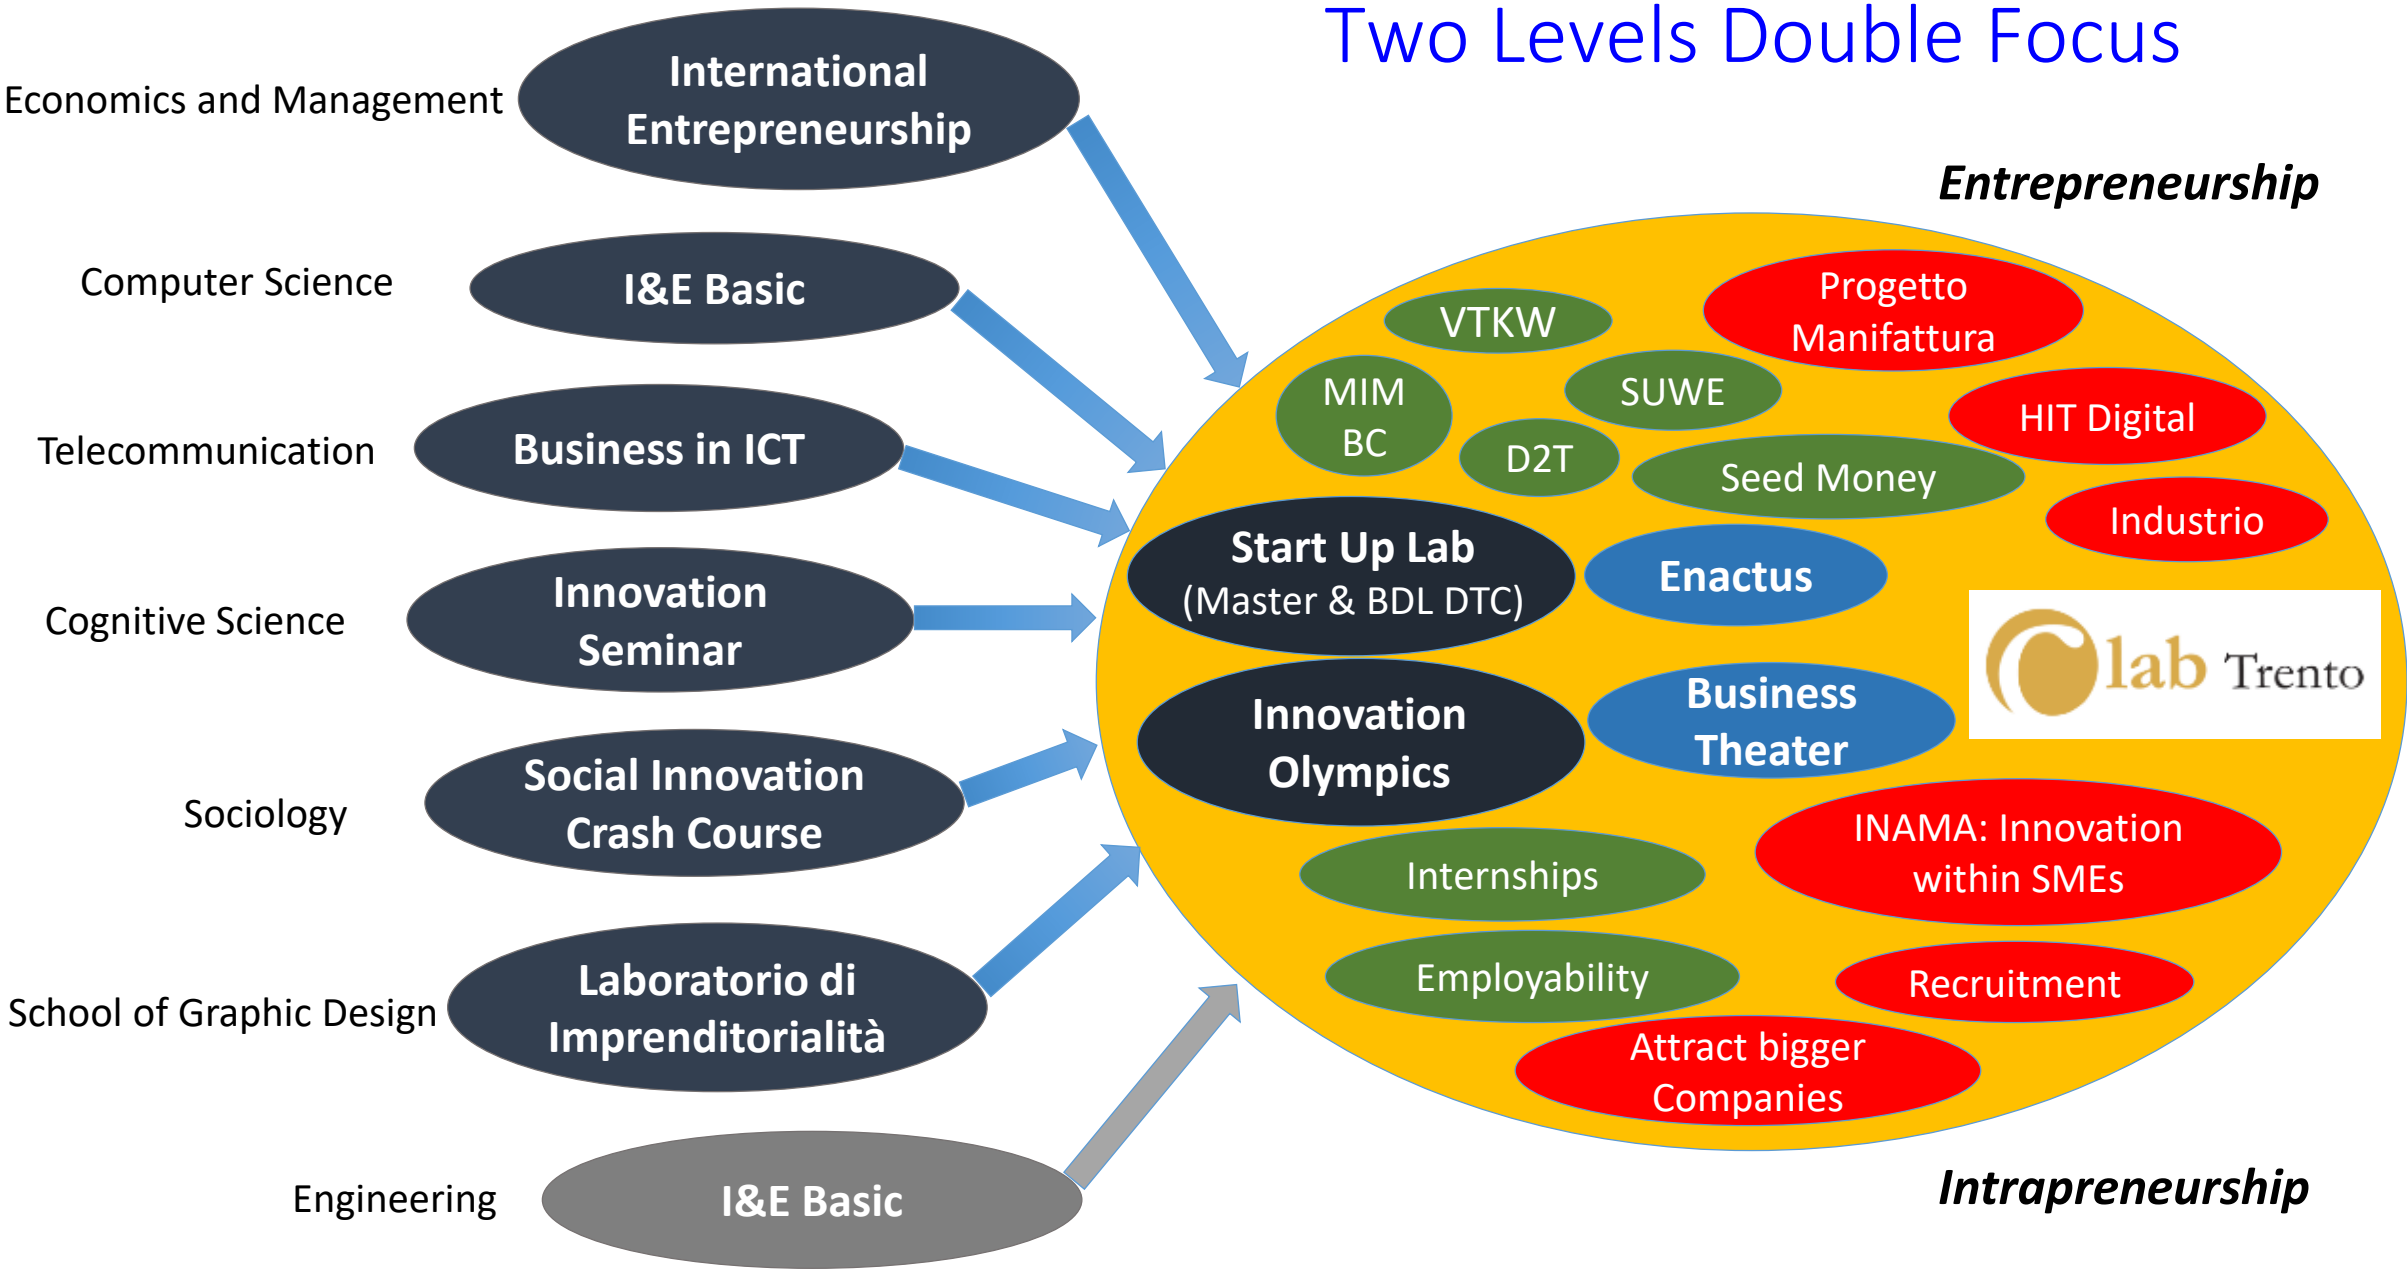 Two Levels Double Focus
Economics and Management
International
Entrepreneurship
Computer Science
I&E Basic
Telecommunication
Business in ICT
Cognitive Science
Innovation
Seminar
Sociology
Social Innovation
Crash Course
School of Graphic Design
Laboratorio di
Imprenditorialità
Engineering
I&E Basic
Entrepreneurship
VTKW
Progetto
Manifattura
MIM
BC
SUWE
HIT Digital
D2T
Seed Money
Industrio
Start Up Lab
(Master & BDL DTC)
Enactus
lab Trento
Innovation
Olympics
Business
Theater
INAMA: Innovation
within SMEs
Internships
Employability
Recruitment
Attract bigger
Companies
Intrapreneurship